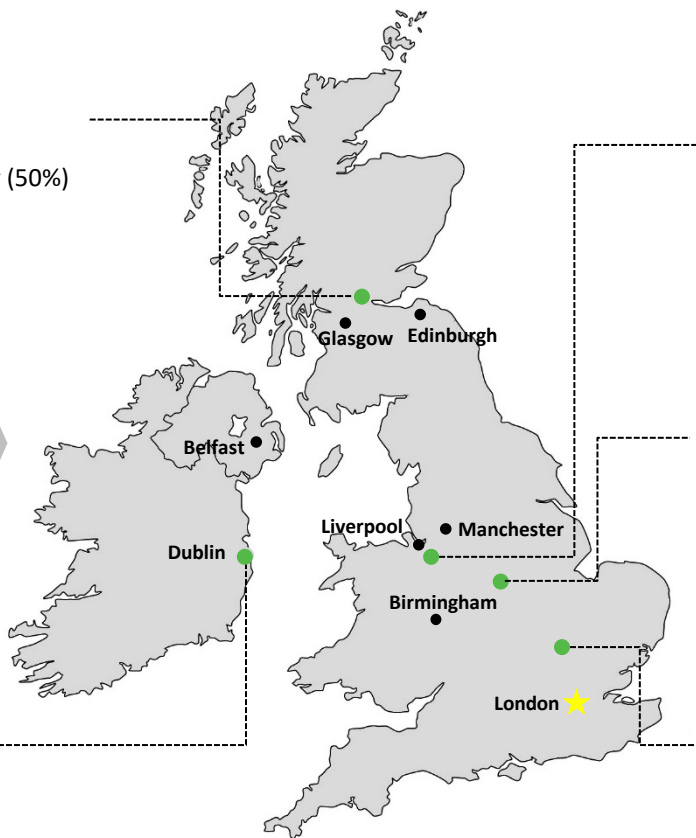 (50%)
Glasgow
Edinburgh
Belfast
Liverpool
Manchester
Dublin
Birmingham
London